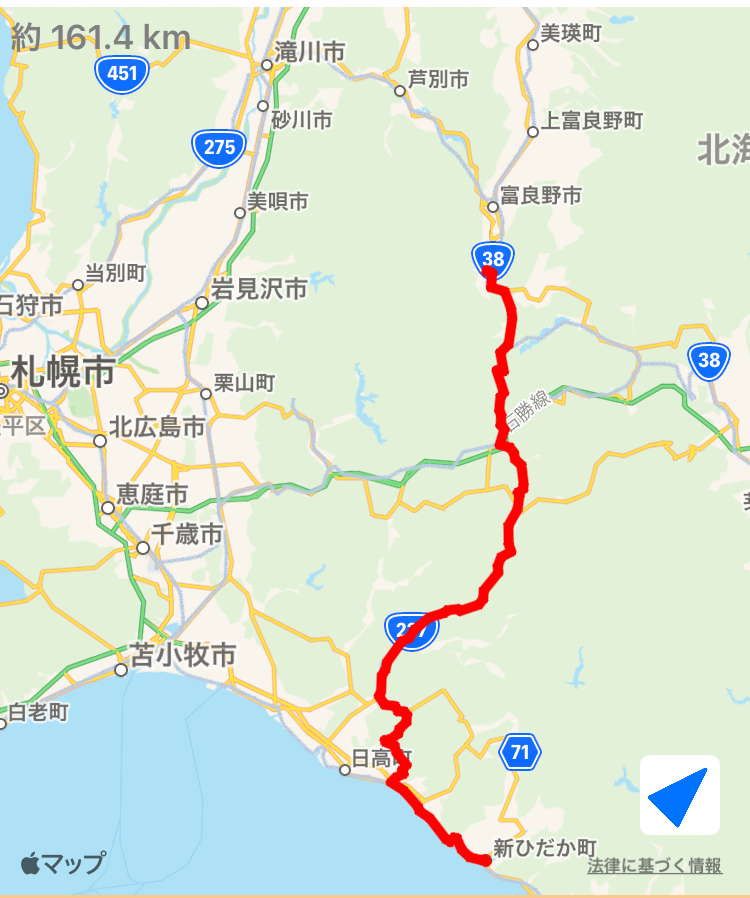 約 161.4 km
美瑛町
滝川市
451
芦別市
砂川市
上富良野町
275
北海
富良野市
美唄市
38
当別町
岩見沢市
石狩市
38
札幌市
栗山町
石勝線
平区
北広島市
恵庭市
千歳市
苫小牧市
白老町
日高町
71
新ひだか町
マップ
法律に基づく情報